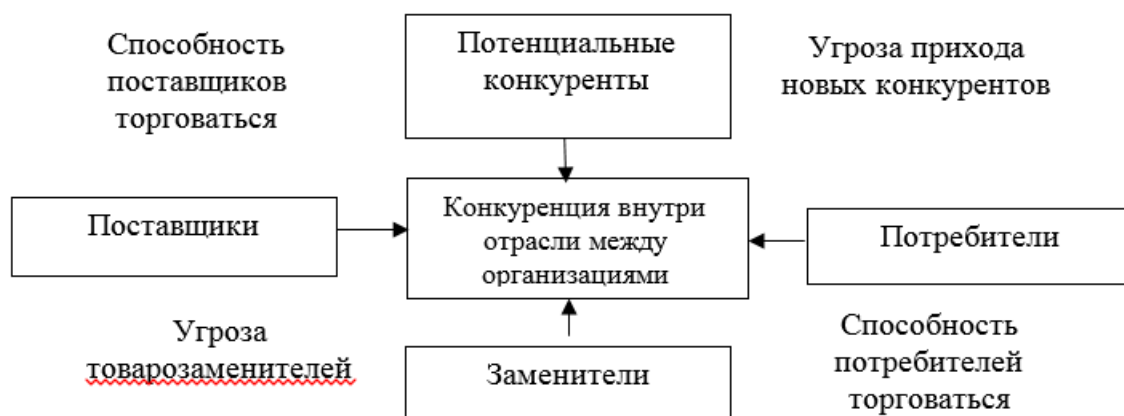 Способность
поставщиков
торговаться
Потенциальные
конкуренты
Угроза прихода
новых конкурентов
Поставщики
Конкуренция внутри
отрасли между
организациями
Потребители
Угроза
товарозаменителей
Заменители
Способность
потребителей
торговаться